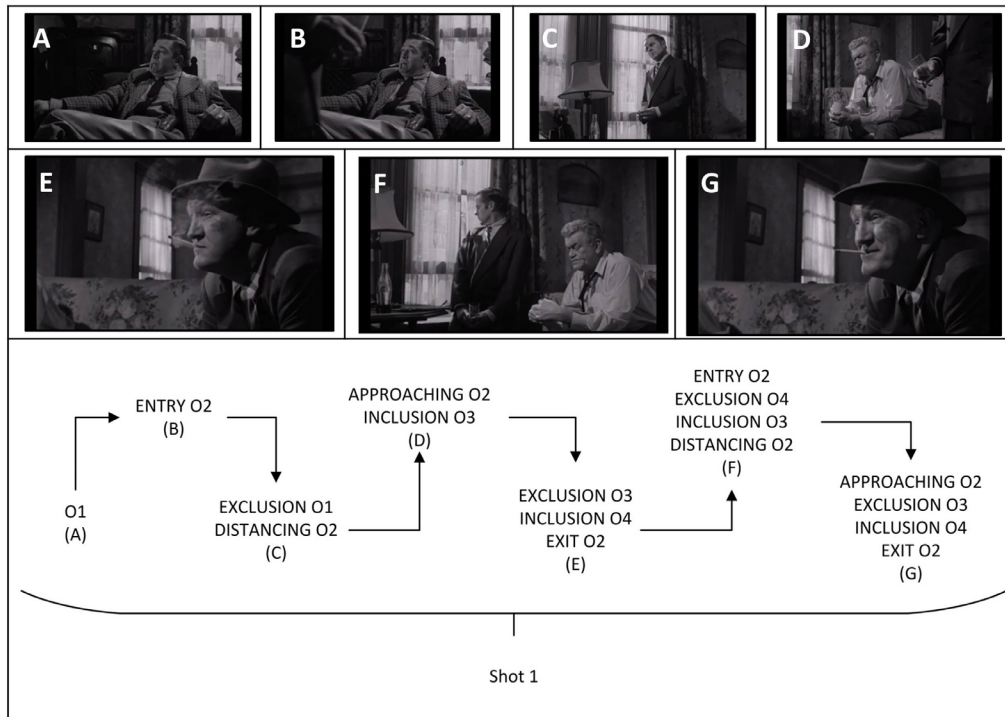 A
B
C
D
E
F
G
O1
(A)
ENTRY O2
(B)
EXCLUSION O1
DISTANCING O2
(C)
APPROACHING O2
INCLUSION O3
(D)
EXCLUSION O3
INCLUSION O4
EXIT O2
(E)
ENTRY O2
EXCLUSION O4
INCLUSION O3
DISTANCING O2
(F)
APPROACHING O2
EXCLUSION O3
INCLUSION O4
EXIT O2
(G)
Shot 1